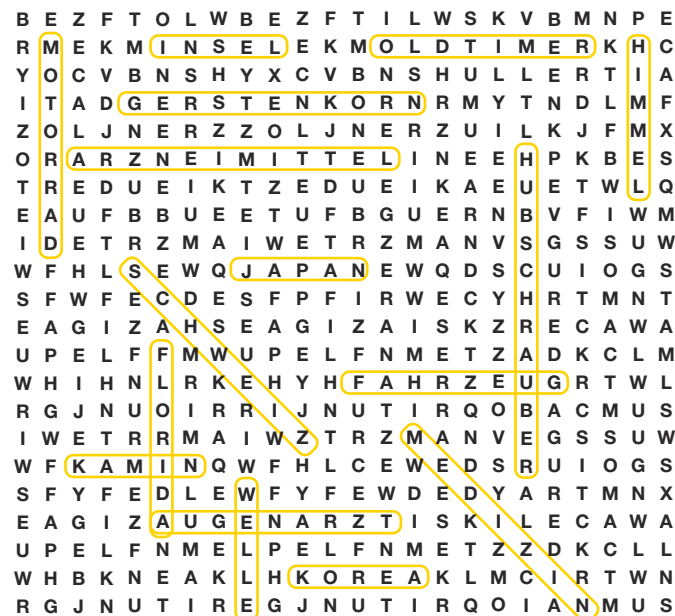 B E Z F T O L W B E Z F T I L W S K V B M N P E
R M E K M I N S E L E K M O L D T I M E R K H C
Y O C V B N S H Y X C V B N S H U L L E R T I A
I T A D G E R S T E N K O R N R M Y T N D L M F
Z O L J N E R Z Z O L J N E R Z U I L K J F M X
O R A R Z N E I M I T T E L I N E E H P K B E S
T R E D U E I K T Z E D U E I K A E U E T W L Q
E A U F B B U E E T U F B G U E R N B V F I W M
I D E T R Z M A I W E T R Z M A N V S G S S U W
W F H L S E W Q J A P A N E W Q D S C U I O G S
S F W F E C D E S F P F I R W E C Y H R T M N T
E A G I Z A H S E A G I Z A I S K Z R E C A W A
U P E L F F M W U P E L F N M E T Z A D K C L M
W H I H N L R K E H Y H F A H R Z E U G R T W L
R G J N U O I R R I J N U T I R Q O B A C M U S
I W E T R R M A I W Z T R Z M A N V E G S S U W
W F K A M I N Q W F H L C E W E D S R U I O G S
S F Y F E D L E W F Y F E W D E D Y A R T M N X
E A G I Z A U G E N A R Z T I S K I L E C A W A
U P E L F N M E L P E L F N M E T Z Z D K C L L
W H B K N E A K L H K O R E A K L M C I R T W N
R G J N U T I R E G J N U T I R Q O I A N M U S